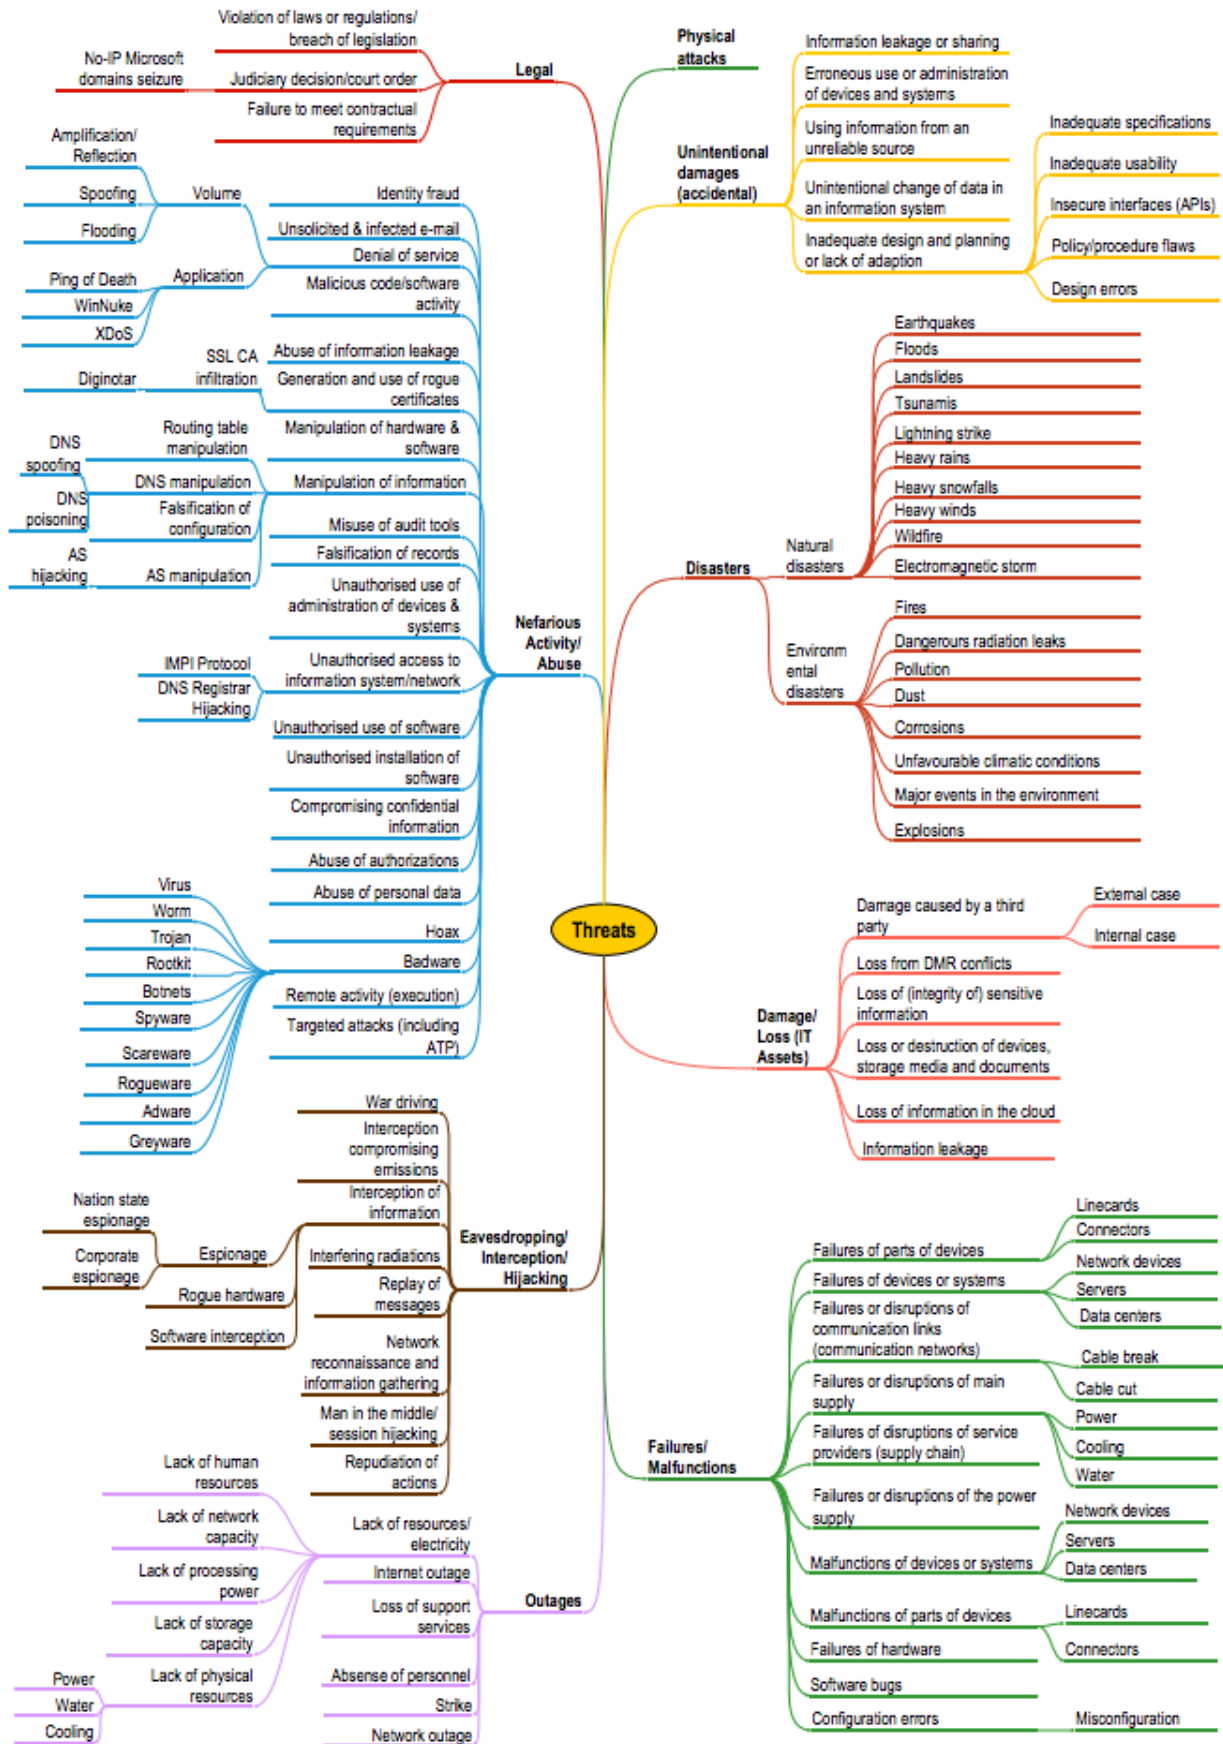 Violation of laws or regulations/
breach of legislation
No-IP Microsoft
domains seizure
Judiciary decision/court order
Failure to meet contractual
requirements
Legal
Amplification/
Reflection
Spoofing
Flooding
Volume
Ping of Death
WinNuke
XDoS
Application
Identity fraud
Unsolicited & infected e-mail
Denial of service
Malicious code/software
activity
Abuse of information leakage
Diginotar
SSL CA
infiltration
Generation and use of rogue
certificates
Manipulation of hardware &
software
DNS
spoofing
DNS
poisoning
AS
hijacking
Routing table
manipulation
DNS manipulation
Falsification of
configuration
AS manipulation
Manipulation of information
Misuse of audit tools
Falsification of records
Unauthorised use of
administration of devices &
systems
IMPI Protocol
DNS Registrar
Hijacking
Unauthorised access to
information system/network
Unauthorised use of software
Unauthorised installation of
software
Compromising confidential
information
Abuse of authorizations
Abuse of personal data
Hoax
Badware
Remote activity (execution)
Targeted attacks (including
ATP)
Virus
Worm
Trojan
Rootkit
Botnets
Spyware
Scareware
Rogueware
Adware
Greyware
Nefarious
Activity/
Abuse
War driving
Interception
compromising
emissions
Interception of
information
Nation state
espionage
Corporate
espionage
Espionage
Rogue hardware
Software interception
Interfering radiations
Replay of
messages
Network
reconnaissance and
information gathering
Man in the middle/
session hijacking
Repudiation of
actions
Eavesdropping/
Interception/
Hijacking
Lack of human
resources
Lack of network
capacity
Lack of processing
power
Lack of storage
capacity
Lack of physical
resources
Power
Water
Cooling
Lack of resources/
electricity
Internet outage
Loss of support
services
Absense of personnel
Strike
Network outage
Outages
Threats
Physical
attacks
Unintentional
damages
(accidental)
Information leakage or sharing
Erroneous use or administration
of devices and systems
Using information from an
unreliable source
Unintentional change of data in
an information system
Inadequate design and planning
or lack of adaption
Inadequate specifications
Inadequate usability
Insecure interfaces (APIs)
Policy/procedure flaws
Design errors
Disasters
Natural
disasters
Earthquakes
Floods
Landslides
Tsunamis
Lightning strike
Heavy rains
Heavy snowfalls
Heavy winds
Wildfire
Electromagnetic storm
Environm
ental
disasters
Fires
Dangerours radiation leaks
Pollution
Dust
Corrosions
Unfavourable climatic conditions
Major events in the environment
Explosions
Damage/
Loss (IT
Assets)
Damage caused by a third
party
External case
Internal case
Loss from DMR conflicts
Loss of (integrity of) sensitive
information
Loss or destruction of devices,
storage media and documents
Loss of information in the cloud
Information leakage
Failures/
Malfunctions
Failures of parts of devices
Linecards
Connectors
Failures of devices or systems
Network devices
Servers
Data centers
Failures or disruptions of
communication links
(communication networks)
Cable break
Cable cut
Failures or disruptions of main
supply
Power
Cooling
Water
Failures of disruptions of service
providers (supply chain)
Failures or disruptions of the power
supply
Malfunctions of devices or systems
Network devices
Servers
Data centers
Malfunctions of parts of devices
Linecards
Connectors
Failures of hardware
Software bugs
Configuration errors
Misconfiguration